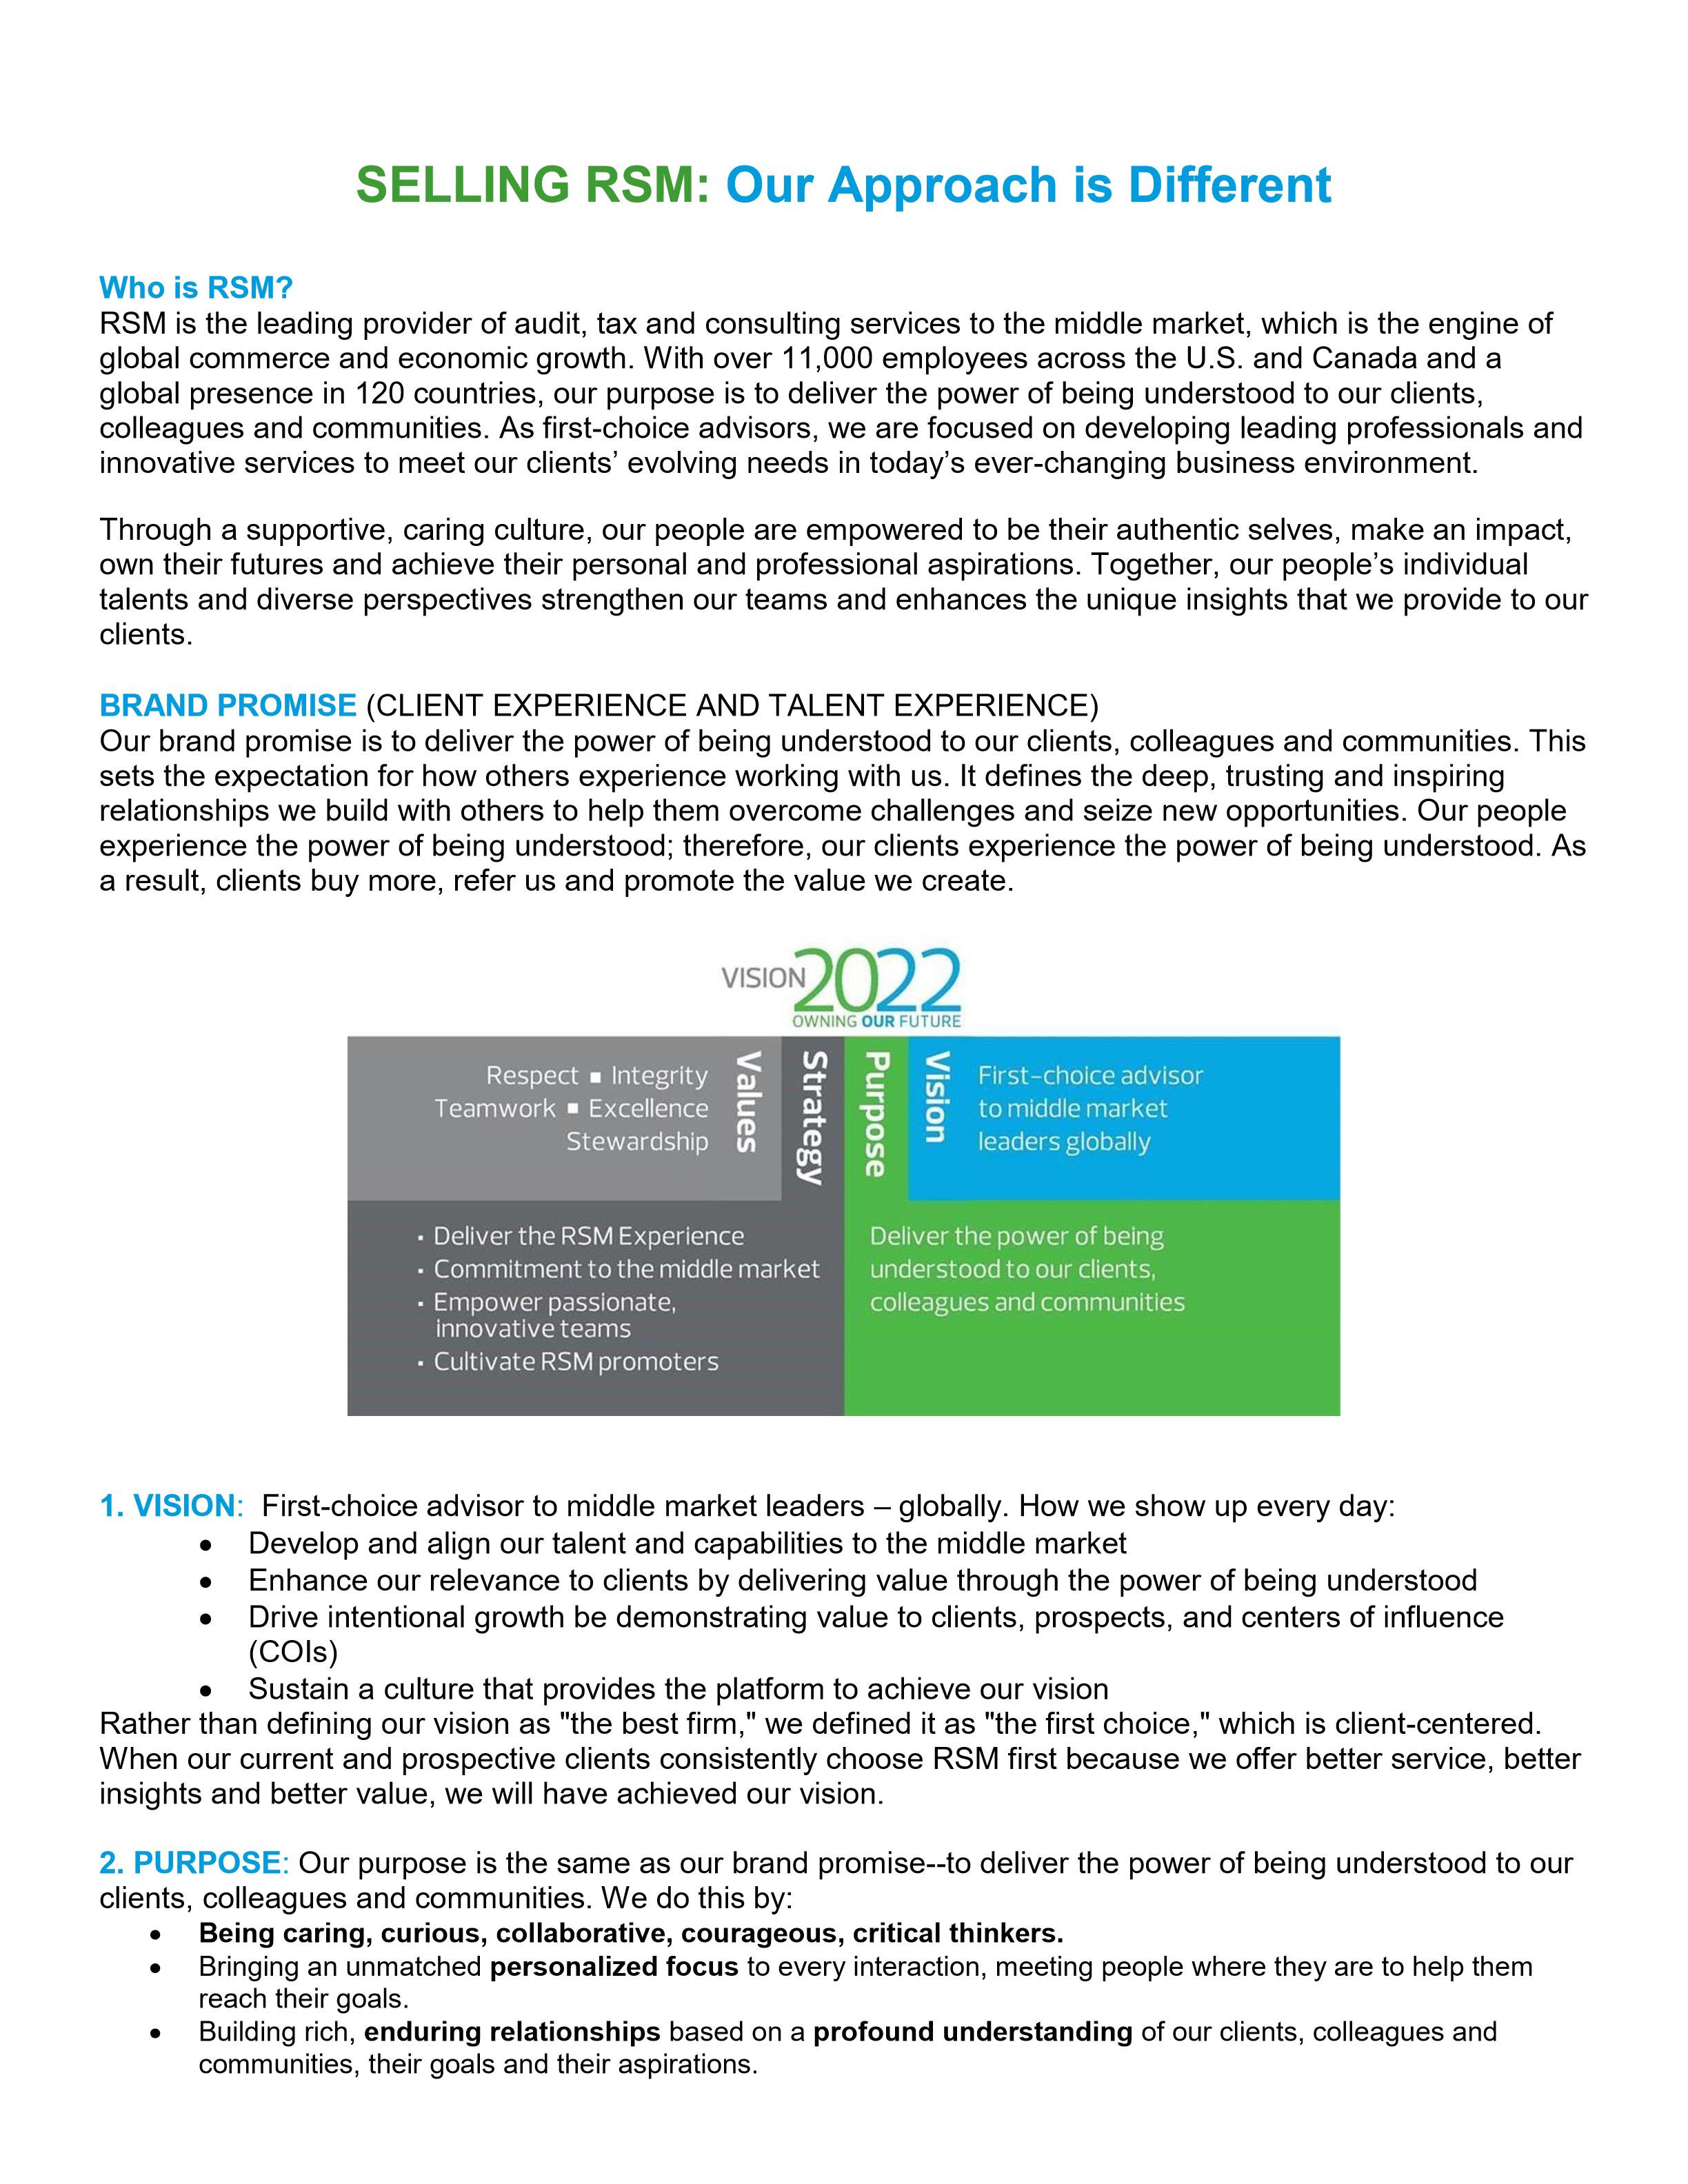 SELLING RSM: Our Approach is Different
Who is RSM?
RSM is the leading provider of audit, tax and consulting services to the middle market, which is the engine of
global commerce and economic growth. With over 11,000 employees across the U.S. and Canada and a
global presence in 120 countries, our purpose is to deliver the power of being understood to our clients,
colleagues and communities. As first-choice advisors, we are focused on developing leading professionals and
innovative services to meet our clients’ evolving needs in today’s ever-changing business environment.
Through a supportive, caring culture, our people are empowered to be their authentic selves, make an impact,
own their futures and achieve their personal and professional aspirations. Together, our people’s individual
talents and diverse perspectives strengthen our teams and enhances the unique insights that we provide to our
clients.
BRAND PROMISE (CLIENT EXPERIENCE AND TALENT EXPERIENCE)
Our brand promise is to deliver the power of being understood to our clients, colleagues and communities. This
sets the expectation for how others experience working with us. It defines the deep, trusting and inspiring
relationships we build with others to help them overcome challenges and seize new opportunities. Our people
experience the power of being understood; therefore, our clients experience the power of being understood. As
a result, clients buy more, refer us and promote the value we create.
VISION 2022
OWNING OUR FUTURE
Respect ▪ Integrity
Teamwork ▪ Excellence
Stewardship
Values
Strategy
Purpose
Vision
First-choice advisor
to middle market
leaders globally
▪ Deliver the RSM Experience
▪ Commitment to the middle market
▪ Empower passionate,
innovative teams
▪ Cultivate RSM promoters
Deliver the power of being
understood to our clients,
colleagues and communities
1. VISION: First-choice advisor to middle market leaders – globally. How we show up every day:
• Develop and align our talent and capabilities to the middle market
• Enhance our relevance to clients by delivering value through the power of being understood
• Drive intentional growth be demonstrating value to clients, prospects, and centers of influence
(COIs)
• Sustain a culture that provides the platform to achieve our vision
Rather than defining our vision as "the best firm," we defined it as "the first choice," which is client-centered.
When our current and prospective clients consistently choose RSM first because we offer better service, better
insights and better value, we will have achieved our vision.
2. PURPOSE: Our purpose is the same as our brand promise--to deliver the power of being understood to our
clients, colleagues and communities. We do this by:
• Being caring, curious, collaborative, courageous, critical thinkers.
• Bringing an unmatched personalized focus to every interaction, meeting people where they are to help them
reach their goals.
• Building rich, enduring relationships based on a profound understanding of our clients, colleagues and
communities, their goals and their aspirations.